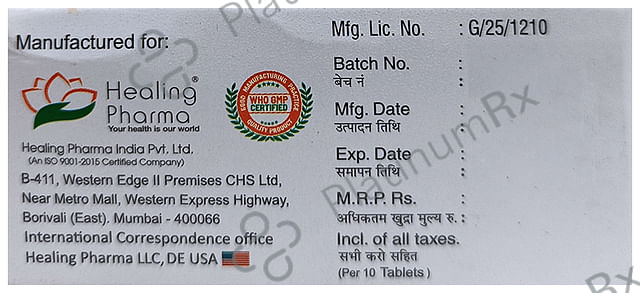 Manufactured for:
Healing®
Pharma
Your health is our world
GOOD MANUFACTURING PRACTICE
WHO GMP
CERTIFIED
QUALITY PRODUCT
Healing Pharma India Pvt. Ltd.
(An ISO 9001-2015 Certified Company)
B-411, Western Edge II Premises CHS Ltd,
Near Metro Mall, Western Express Highway,
Borivali (East). Mumbai - 400066
International Correspondence office
Healing Pharma LLC, DE USA
Mfg. Lic. No. : G/25/1210
Batch No. :
बेच नं :
Mfg. Date :
उत्पादन तिथि :
Exp. Date :
समापन तिथि :
M.R.P. Rs. :
अधिकतम खुद्रा मुल्य रु. :
Incl. of all taxes.
सभी करो सहित
(Per 10 Tablets)
PlatinumRx